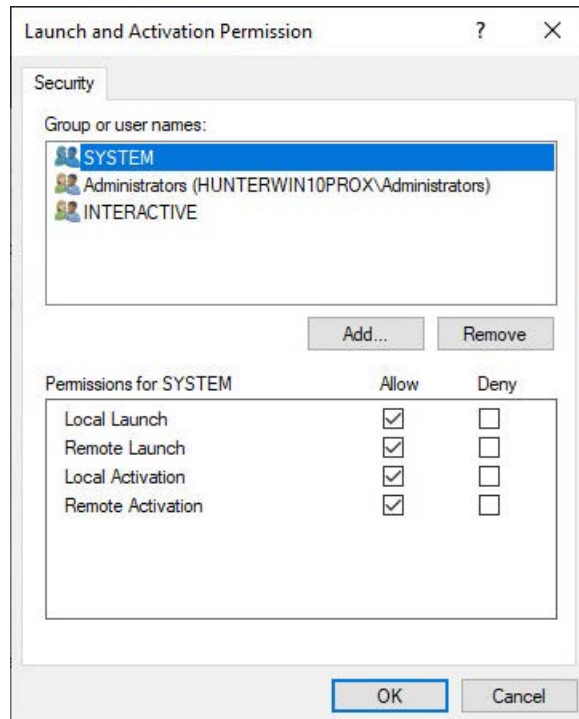 Launch and Activation Permission ?
Security
Group or user names:
SYSTEM
Administrators (HUNTERWIN10PROX\Administrators)
INTERACTIVE
Add... Remove
Permissions for SYSTEM Allow Deny
Local Launch
Remote Launch
Local Activation
Remote Activation
OK Cancel